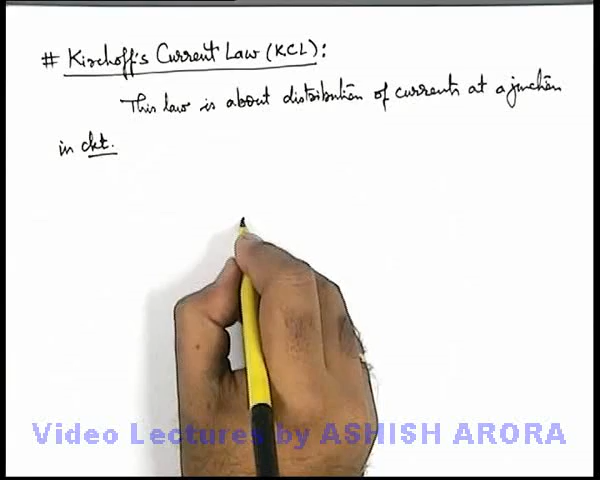 # Kirchoff's Current Law (KCL):
This law is about distribution of currents at a junction
in ckt.
Video Lectures by ASHISH ARORA